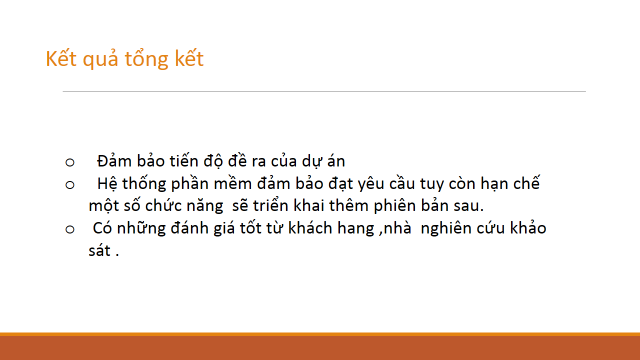 Kết quả tổng kết
o Đảm bảo tiến độ đề ra của dự án
o Hệ thống phần mềm đảm bảo đạt yêu cầu tuy còn hạn chế
một số chức năng sẽ triển khai thêm phiên bản sau.
o Có những đánh giá tốt từ khách hang ,nhà nghiên cứu khảo
sát .